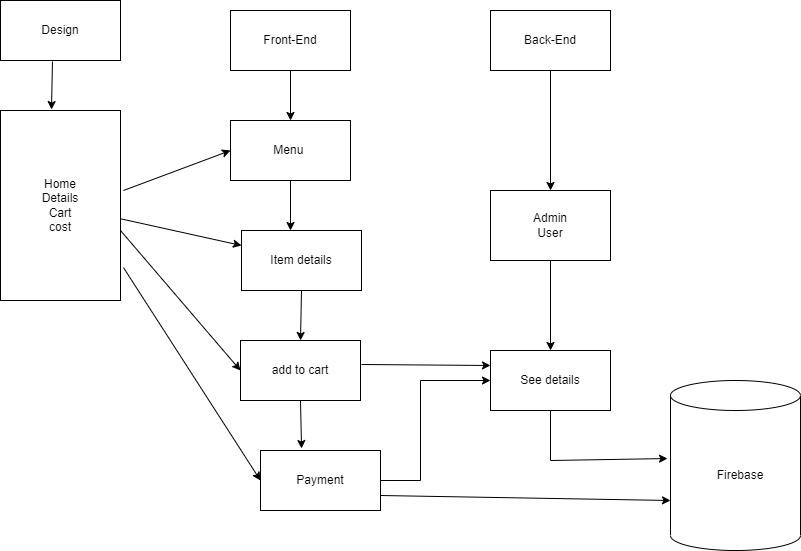 Design
Front-End
Back-End
Menu
Home
Details
Cart
cost
Admin
User
Item details
add to cart
See details
Payment
Firebase